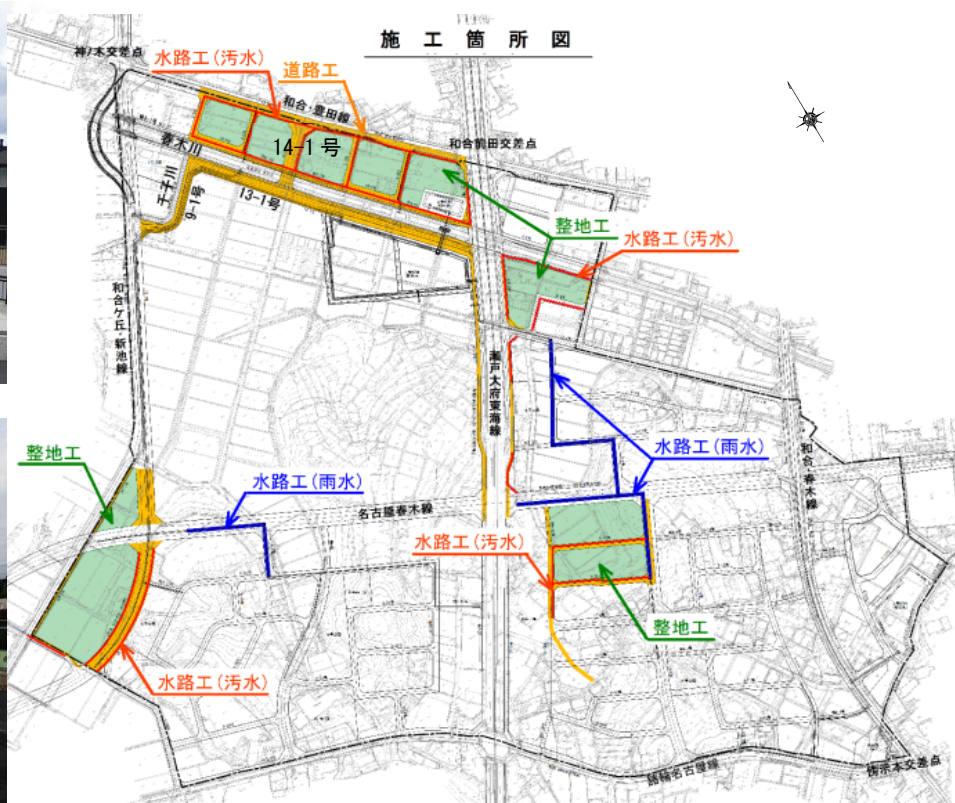 施工箇所図
神ノ木交差点
水路工(汚水)
道路工
和合・豊田線
春木川
14-1号
和合前田交差点
干子川
9-1号
13-1号
整地工
水路工(汚水)
和合ケ丘・新池線
瀬戸大府東海線
整地工
水路工(雨水)
水路工(雨水)
名古屋春木線
和合・春木線
水路工(汚水)
整地工
水路工(汚水)
諸輪名古屋線